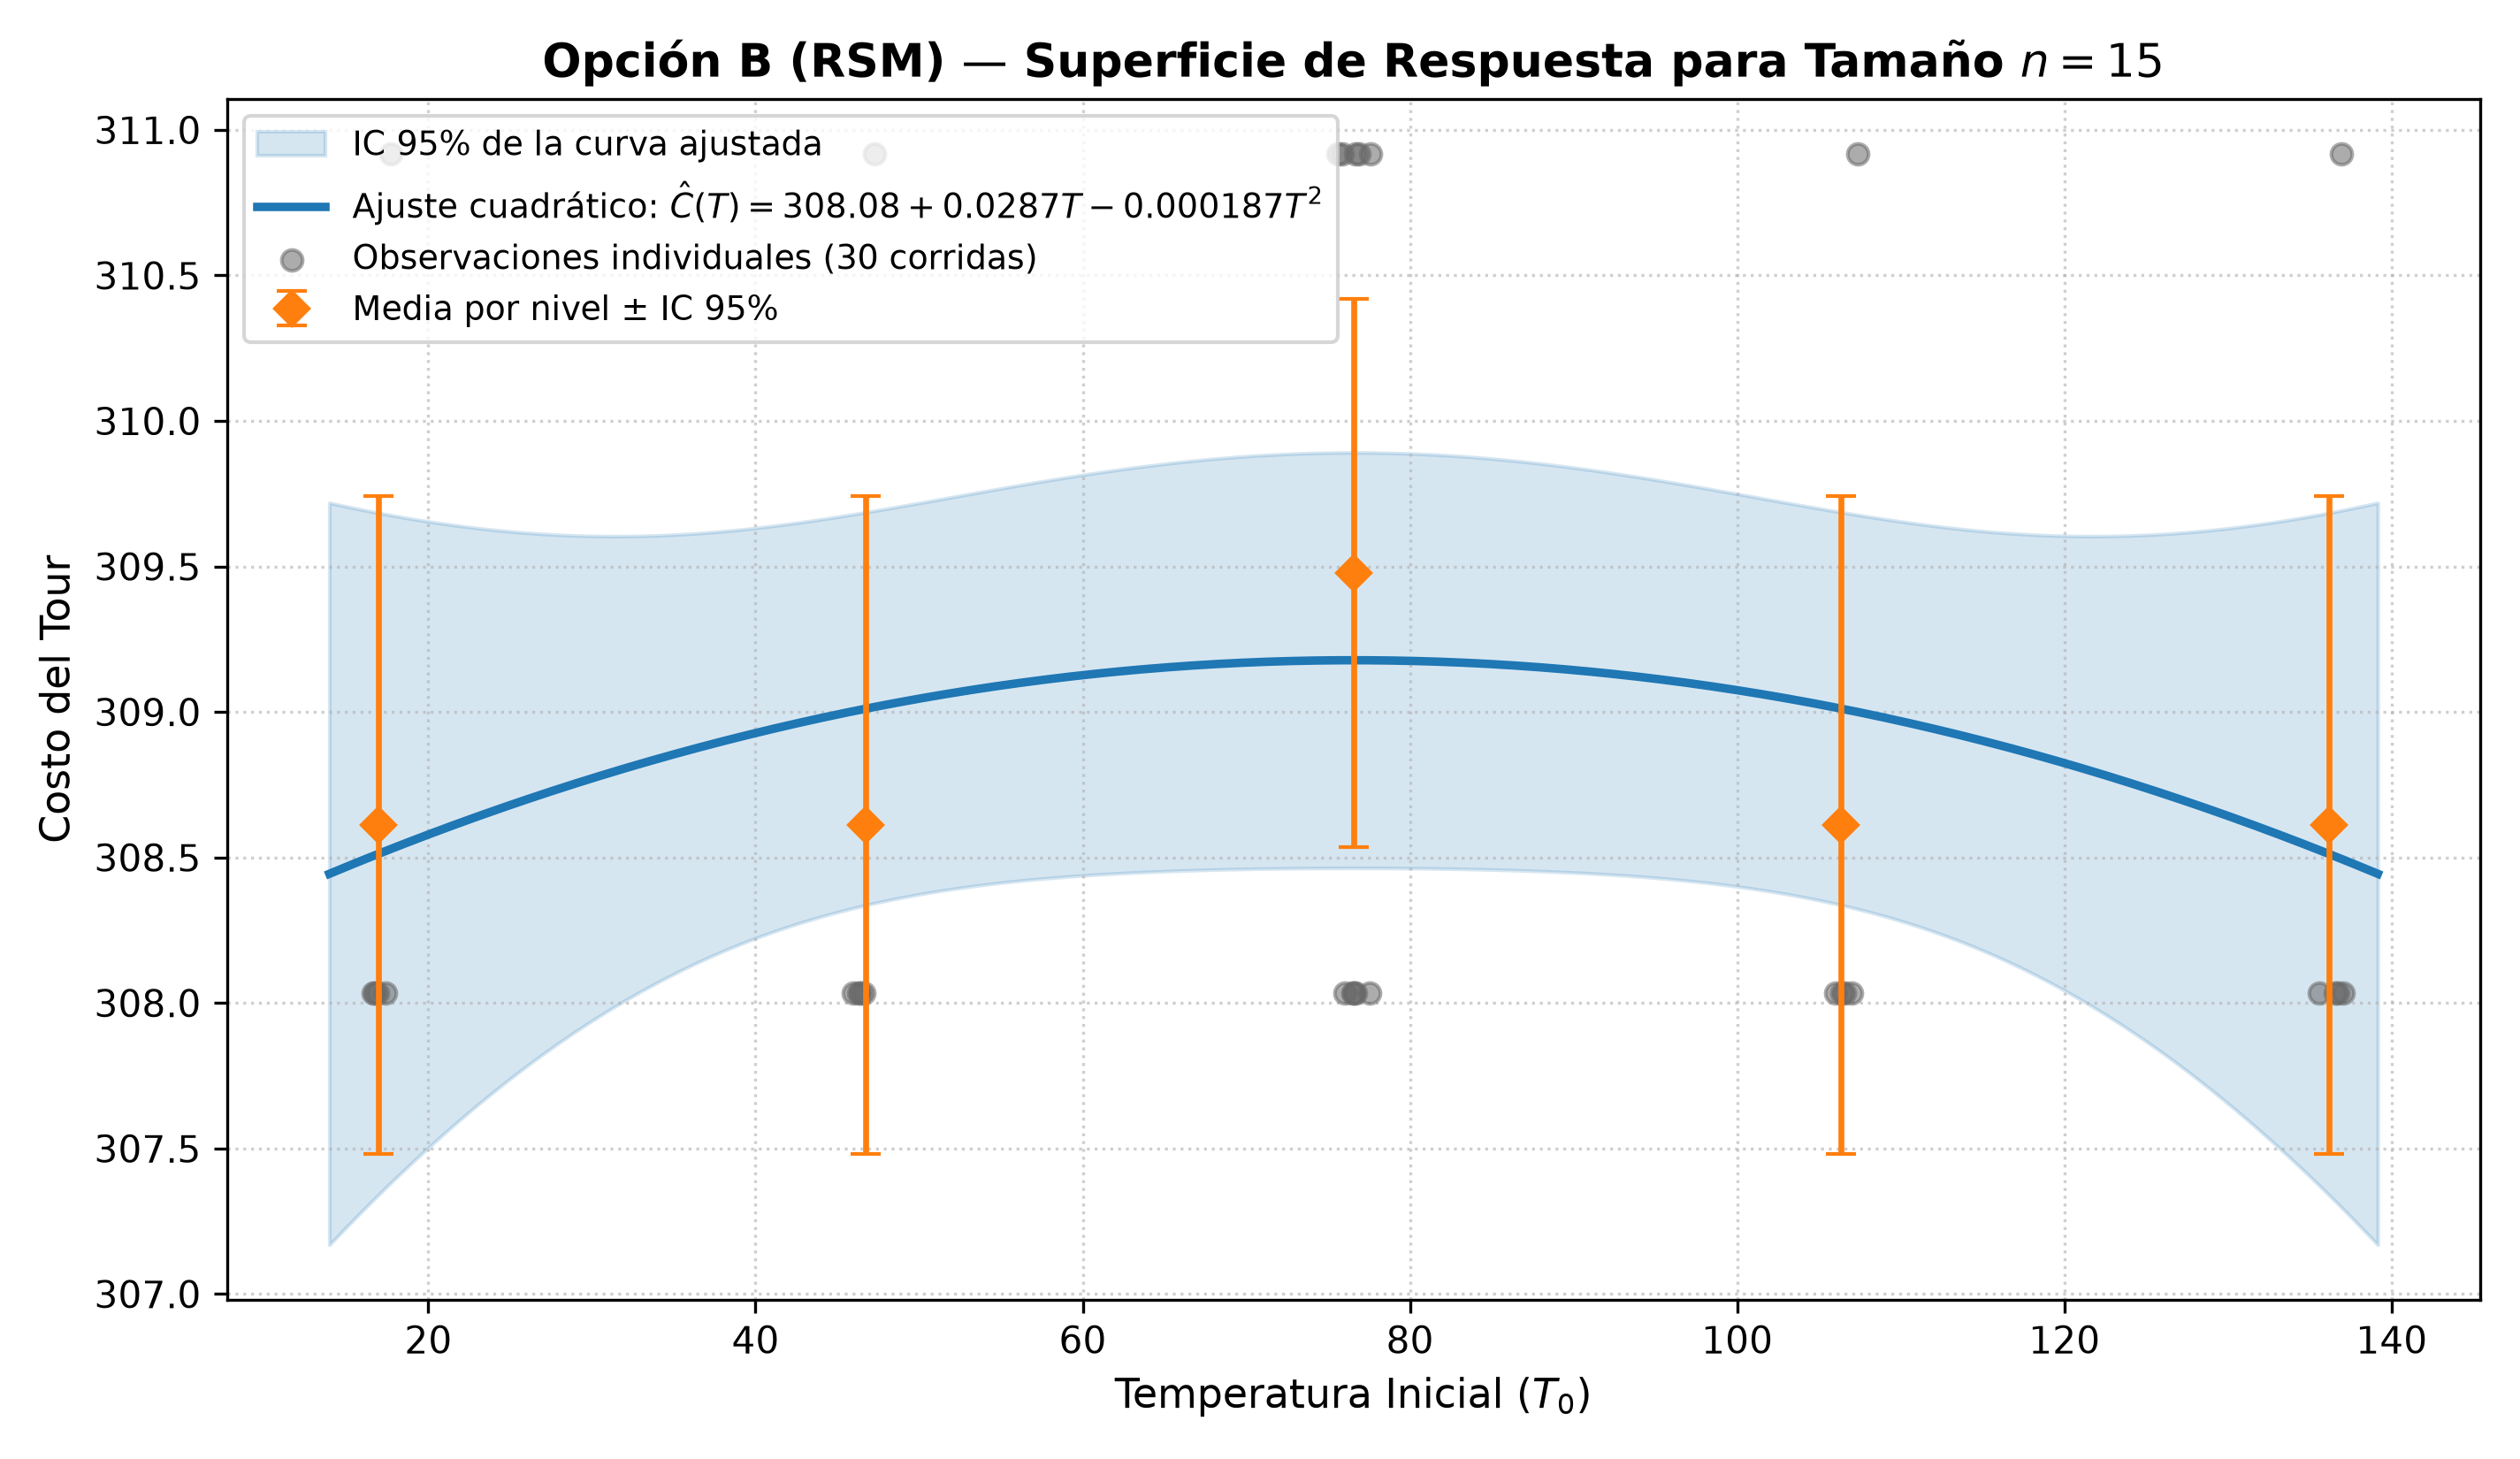 Opción B (RSM) — Superficie de Respuesta para Tamaño n = 15
IC 95% de la curva ajustada
Ajuste cuadrático: Ĉ(T) = 308.08 + 0.0287T − 0.000187T²
Observaciones individuales (30 corridas)
Media por nivel ± IC 95%
311.0
310.5
310.0
309.5
309.0
308.5
308.0
307.5
307.0
Costo del Tour
20 40 60 80 100 120 140
Temperatura Inicial (T₀)